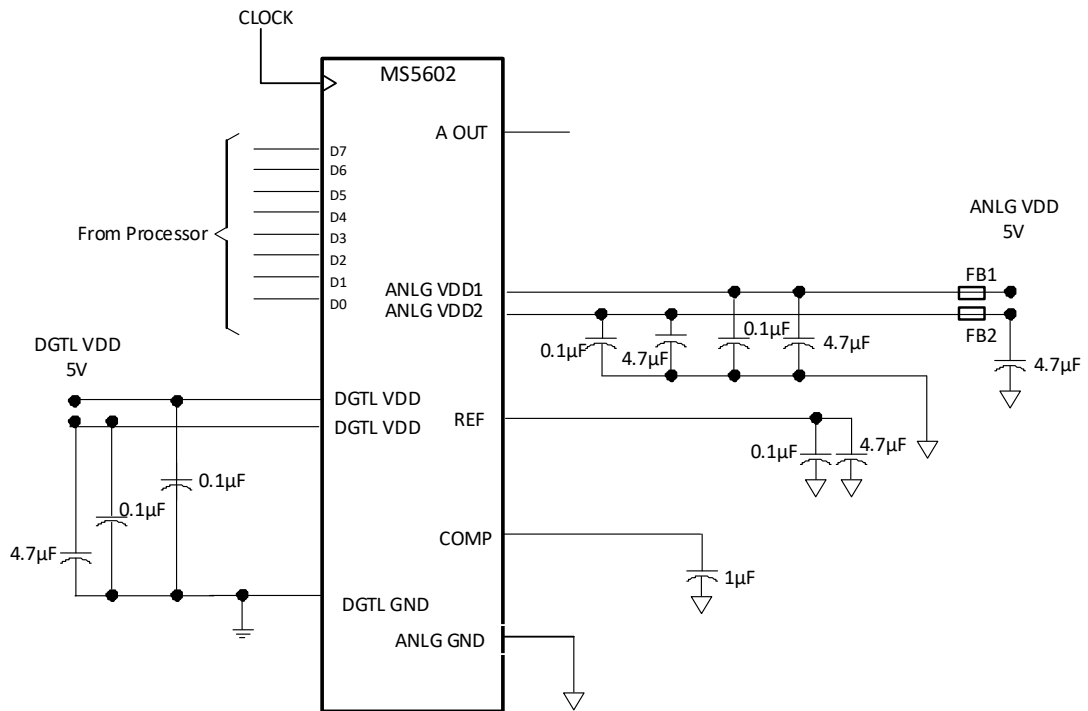 CLOCK
MS5602
A OUT
D7
D6
D5
D4
D3
D2
D1
D0
From Processor
ANLG VDD
5V
FB1
ANLG VDD1
ANLG VDD2
FB2
0.1µF
4.7µF
0.1µF
4.7µF
4.7µF
DGTL VDD
5V
DGTL VDD
DGTL VDD
REF
0.1µF
4.7µF
0.1µF
0.1µF
4.7µF
COMP
1µF
DGTL GND
ANLG GND